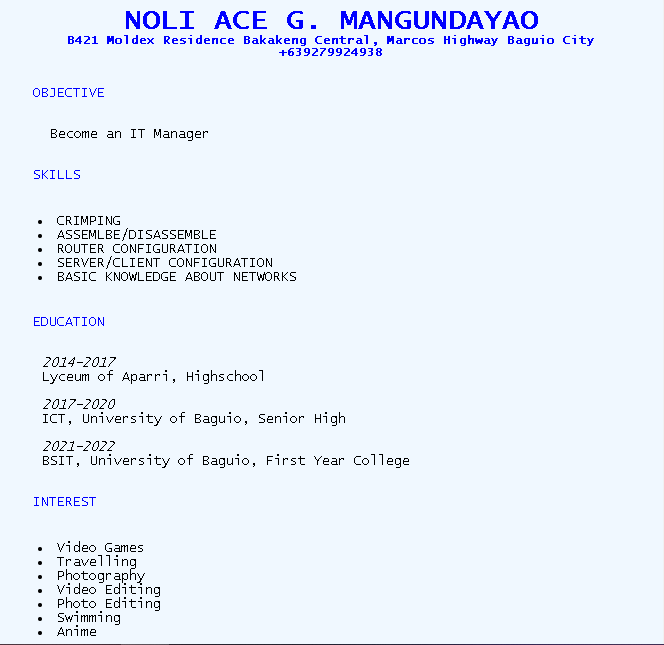 NOLI ACE G. MANGUNDAYAO
B421 Moldex Residence Bakakeng Central, Marcos Highway Baguio City
+639279924938
OBJECTIVE
Become an IT Manager
SKILLS
• CRIMPING
• ASSEMLBE/DISASSEMBLE
• ROUTER CONFIGURATION
• SERVER/CLIENT CONFIGURATION
• BASIC KNOWLEDGE ABOUT NETWORKS
EDUCATION
2014-2017
Lyceum of Aparri, Highschool
2017-2020
ICT, University of Baguio, Senior High
2021-2022
BSIT, University of Baguio, First Year College
INTEREST
• Video Games
• Travelling
• Photography
• Video Editing
• Photo Editing
• Swimming
• Anime